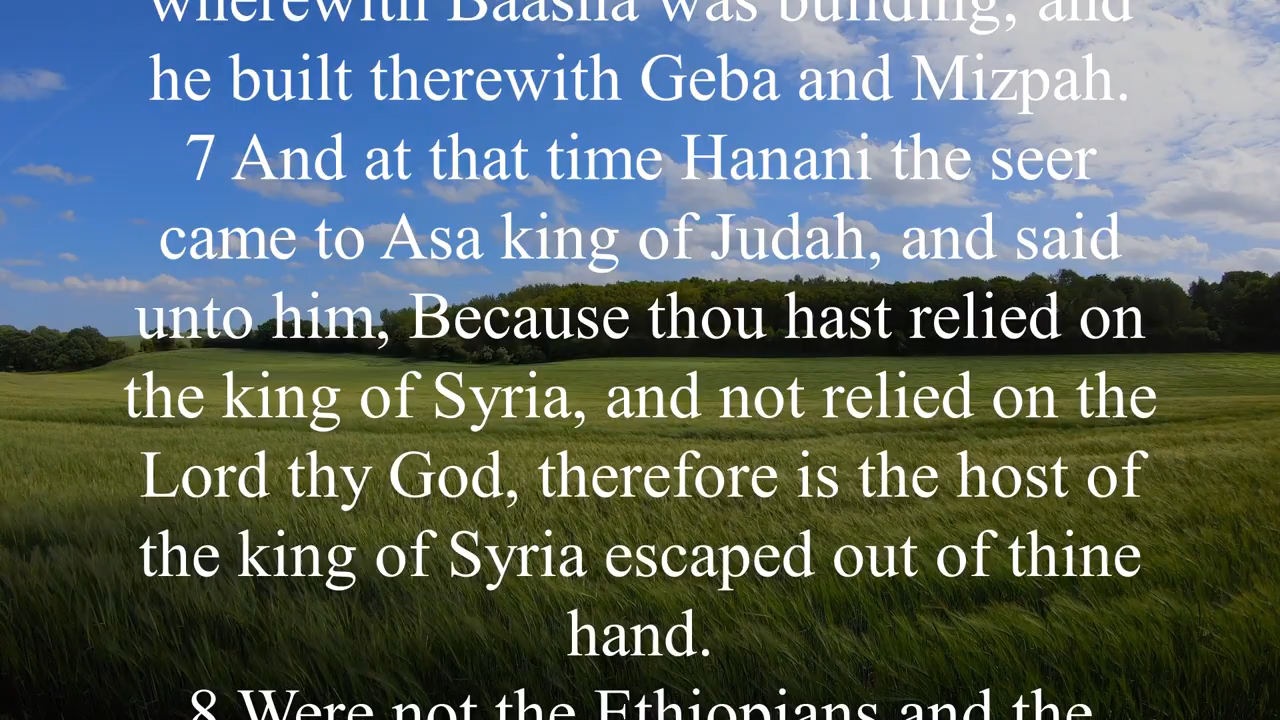 wherewith Baasha was building; and
he built therewith Geba and Mizpah.
7 And at that time Hanani the seer
came to Asa king of Judah, and said
unto him, Because thou hast relied on
the king of Syria, and not relied on the
Lord thy God, therefore is the host of
the king of Syria escaped out of thine
hand.
8 Were not the Ethiopians and the